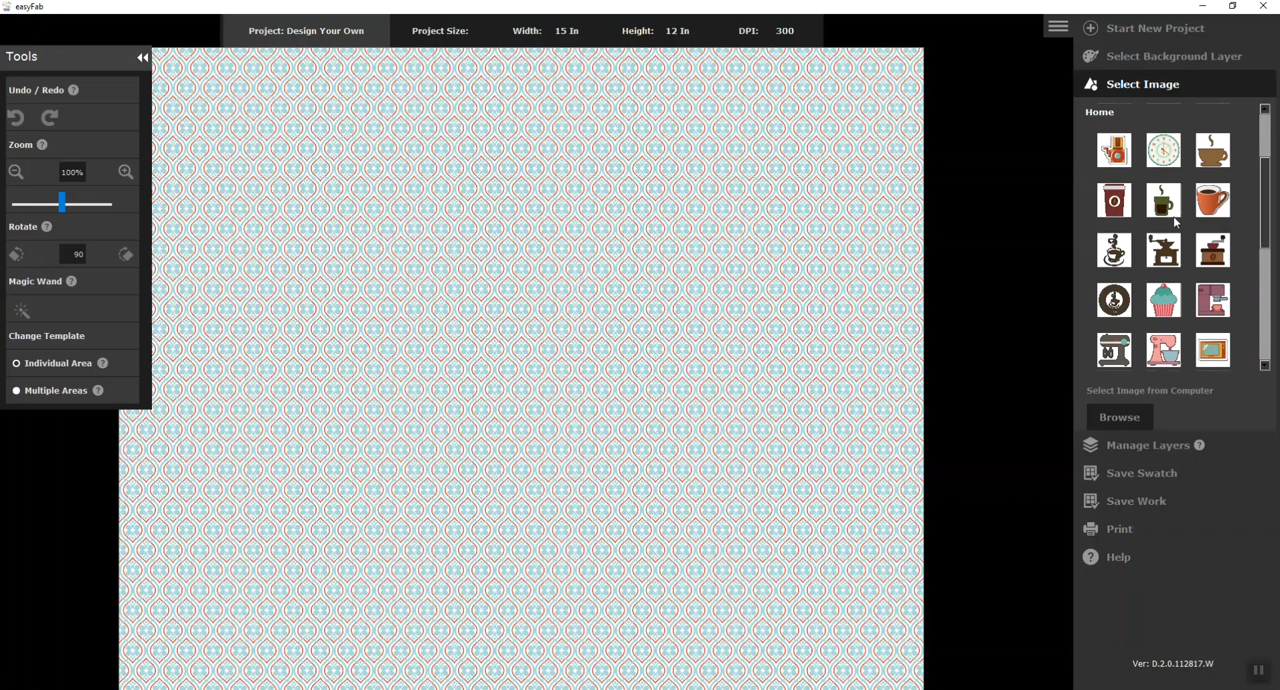 easyFab
Project: Design Your Own Project Size: Width: 15 In Height: 12 In DPI: 300
Tools
Undo / Redo ?
Zoom ?
100%
Rotate ?
90
Magic Wand ?
Change Template
Individual Area ?
Multiple Areas ?
Start New Project
Select Background Layer
Select Image
Home
Select Image from Computer
Browse
Manage Layers ?
Save Swatch
Save Work
Print
? Help
Ver: D.2.0.112817.W